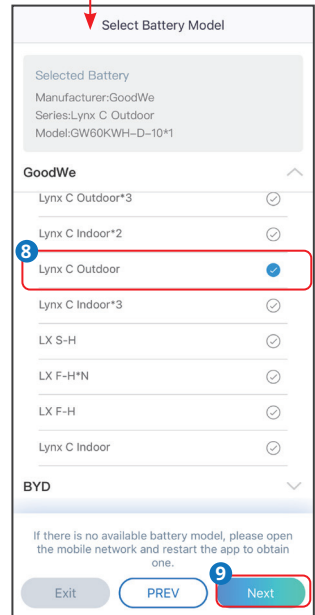 Select Battery Model
Selected Battery
Manufacturer:GoodWe
Series:Lynx C Outdoor
Model:GW60KWH-D-10*1
GoodWe
Lynx C Outdoor*3
Lynx C Indoor*2
8
Lynx C Outdoor
Lynx C Indoor*3
LX S-H
LX F-H*N
LX F-H
Lynx C Indoor
BYD
If there is no available battery model, please open
the mobile network and restart the app to obtain
one.
9
Exit PREV Next